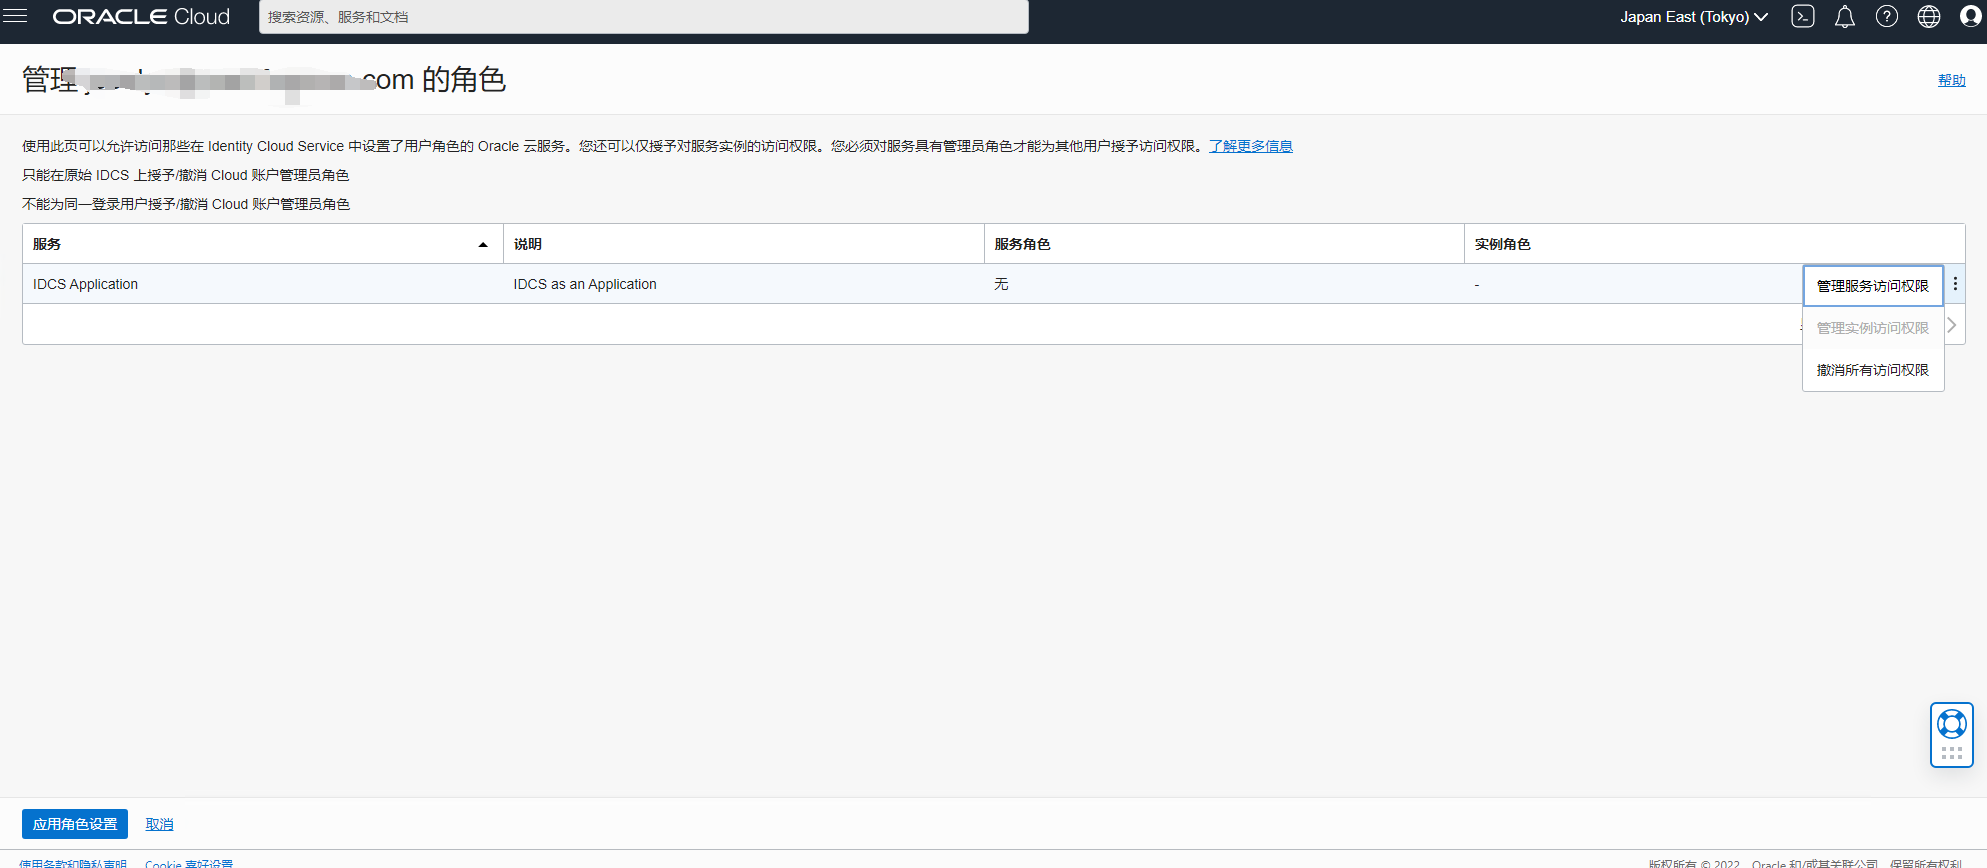 ORACLE Cloud
搜索资源、服务和文档
Japan East (Tokyo)
管理 com 的角色
帮助
使用此页可以允许访问那些在 Identity Cloud Service 中设置了用户角色的 Oracle 云服务。您还可以仅授予对服务实例的访问权限。您必须对服务具有管理员角色才能为其他用户授予访问权限。了解更多信息
只能在原始 IDCS 上授予/撤消 Cloud 账户管理员角色
不能为同一登录用户授予/撤消 Cloud 账户管理员角色
服务 说明 服务角色 实例角色
IDCS Application IDCS as an Application 无 -
管理服务访问权限
管理实例访问权限
撤消所有访问权限
应用角色设置 取消
使用条款和隐私声明 Cookie 喜好设置
版权所有 © 2022，Oracle 和/或其关联公司。保留所有权利。